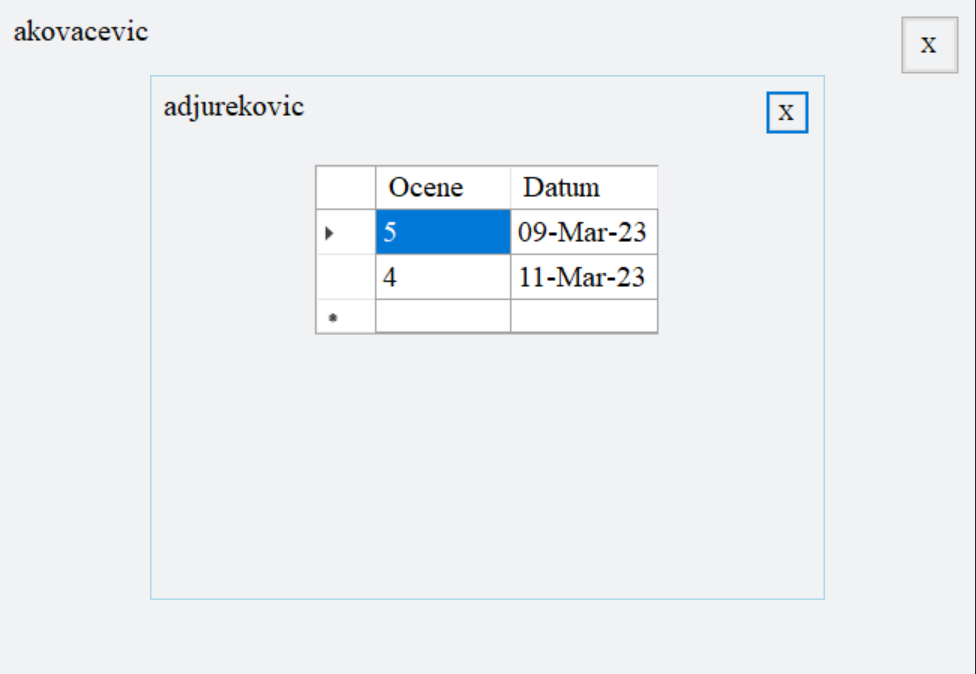 akovacevic
X
adjurekovic
X
Ocene Datum
5 09-Mar-23
4 11-Mar-23